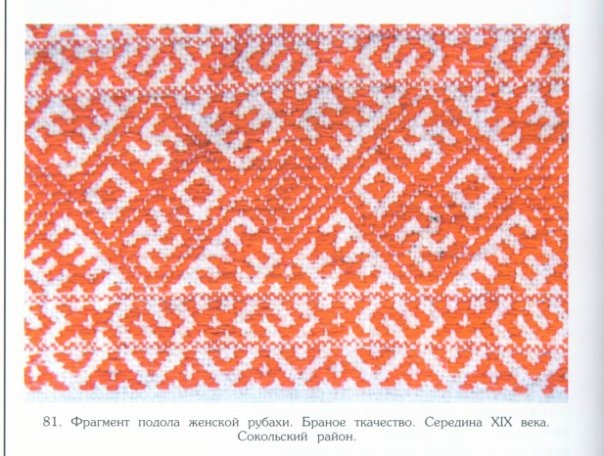 81. Фрагмент подола женской рубахи. Браное ткачество. Середина XIX века.
Сокольский район.